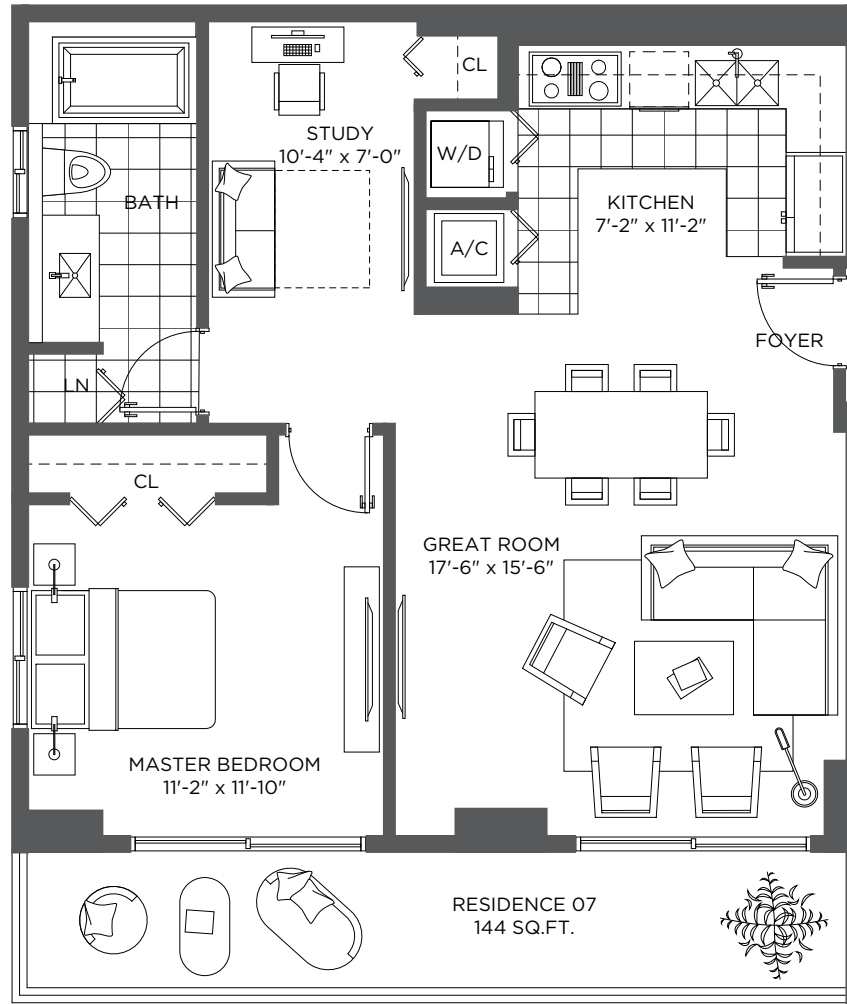 CL
STUDY
10'-4" x 7'-0"
W/D
BATH
KITCHEN
7'-2" x 11'-2"
A/C
FOYER
LN
CL
GREAT ROOM
17'-6" x 15'-6"
MASTER BEDROOM
11'-2" x 11'-10"
RESIDENCE 07
144 SQ.FT.